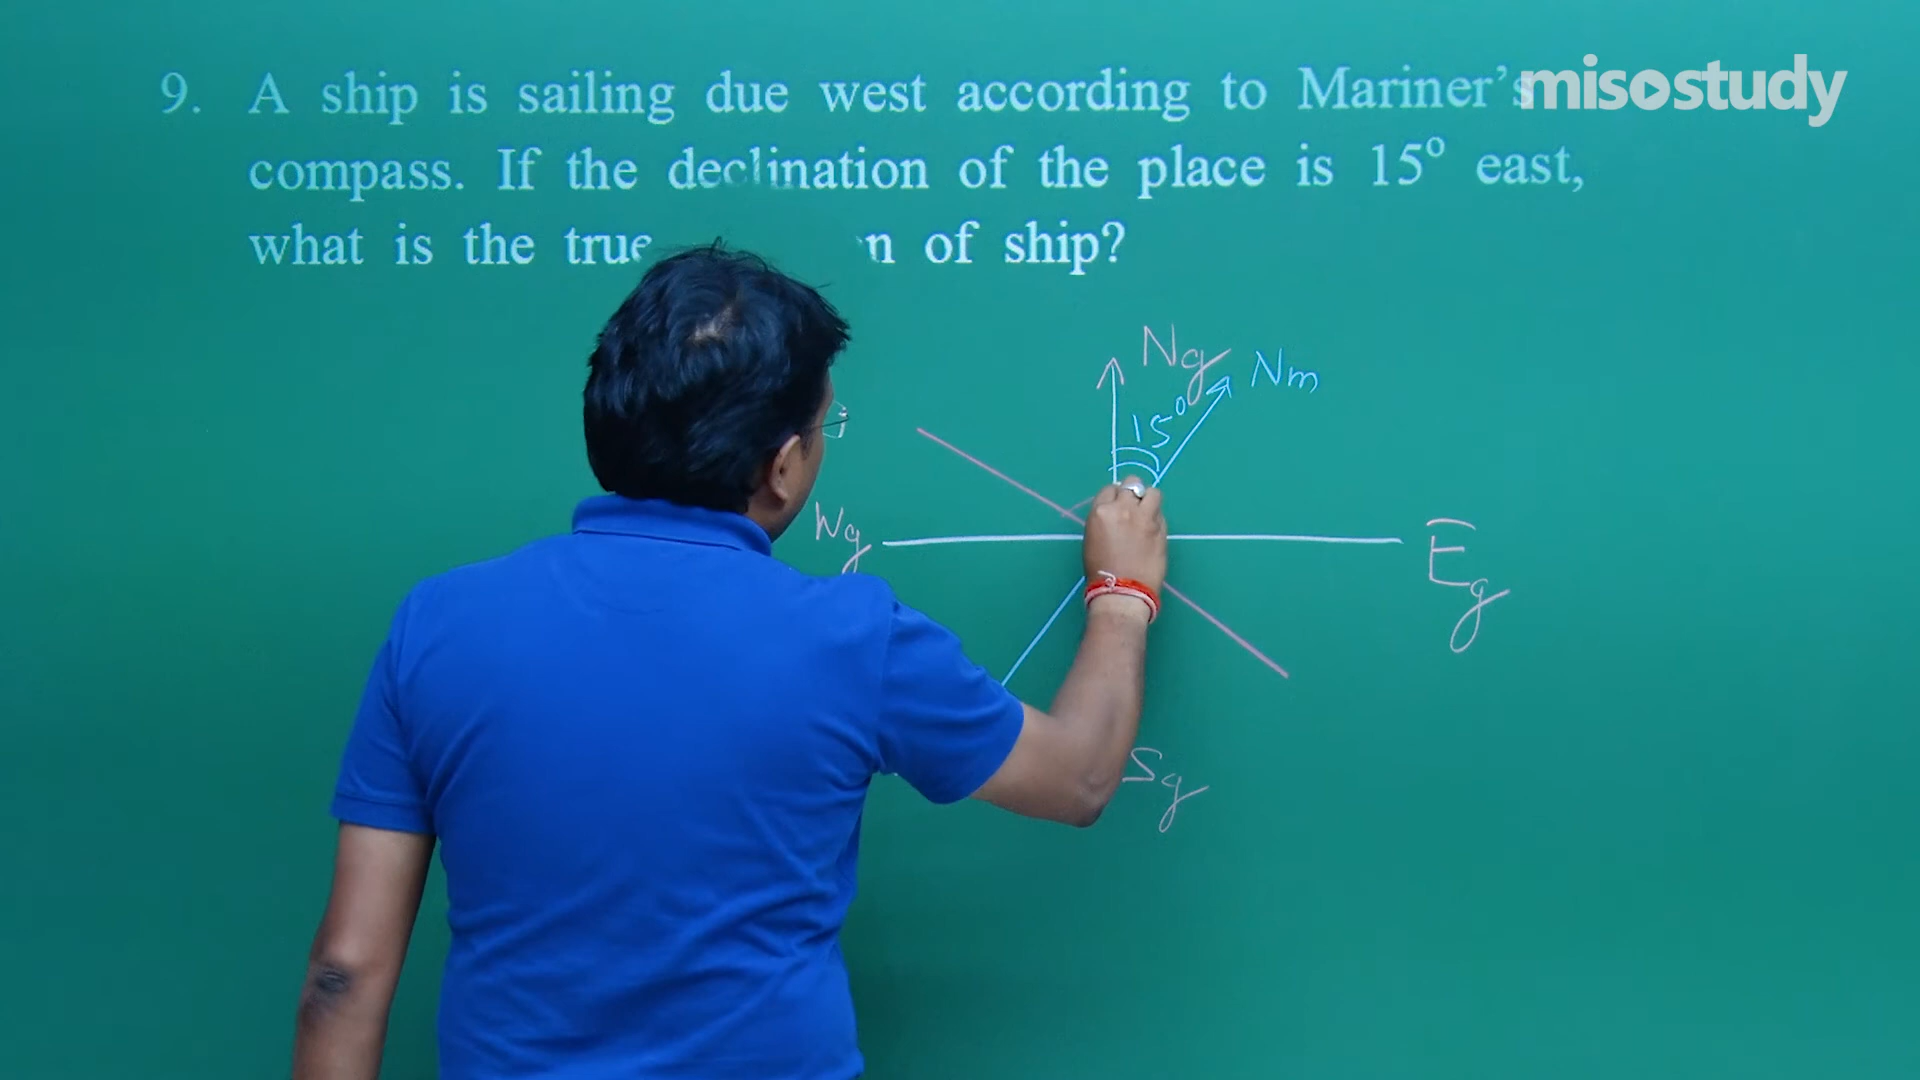 9. A ship is sailing due west according to Mariner's
misostudy
compass. If the declination of the place is 15° east,
what is the true of ship?
Ng
Nm
15°
Wg
Eg
Sg